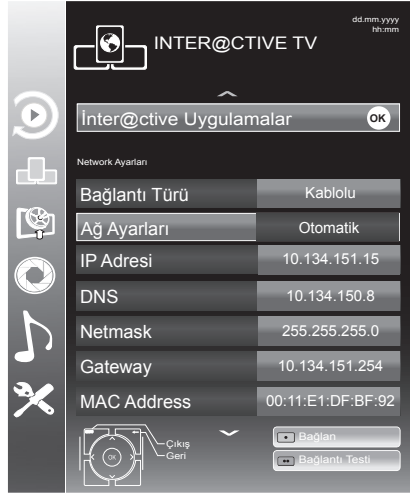 dd.mm.yyyy
hh:mm
INTER@CTIVE TV
İnter@ctive Uygulamalar OK
Network Ayarları
Bağlantı Türü Kablolu
Ağ Ayarları Otomatik
IP Adresi 10.134.151.15
DNS 10.134.150.8
Netmask 255.255.255.0
Gateway 10.134.151.254
MAC Address 00:11:E1:DF:BF:92
OK
Çıkış
Geri
Bağlan
Bağlantı Testi